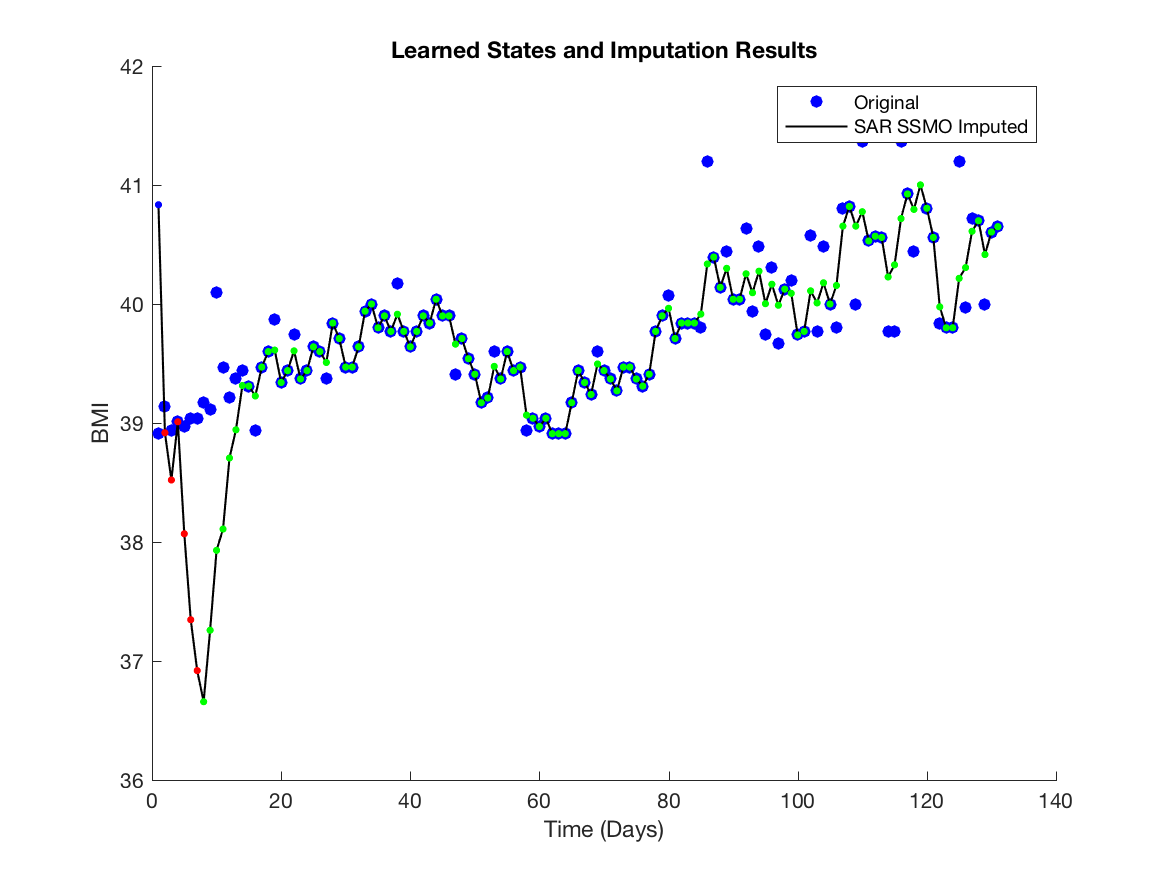 Learned States and Imputation Results
42
Original
SAR SSMO Imputed
41
40
39
BMI
38
37
36
0 20 40 60 80 100 120 140
Time (Days)